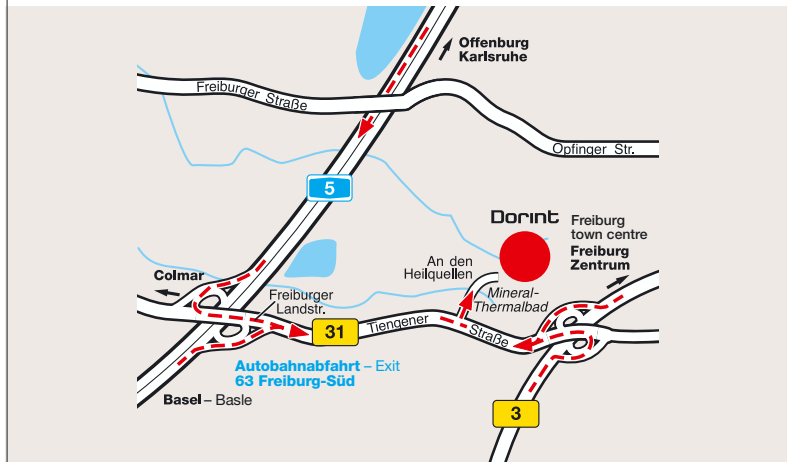 Offenburg
Karlsruhe
Freiburger Straße
Opfinger Str.
5
Dorint
Freiburg
town centre
Freiburg
Zentrum
An den
Heilquellen
Colmar
Mineral-
Thermalbad
Freiburger
Landstr.
31
Tiengener Straße
Autobahnabfahrt – Exit
63 Freiburg-Süd
Basel – Basle
3